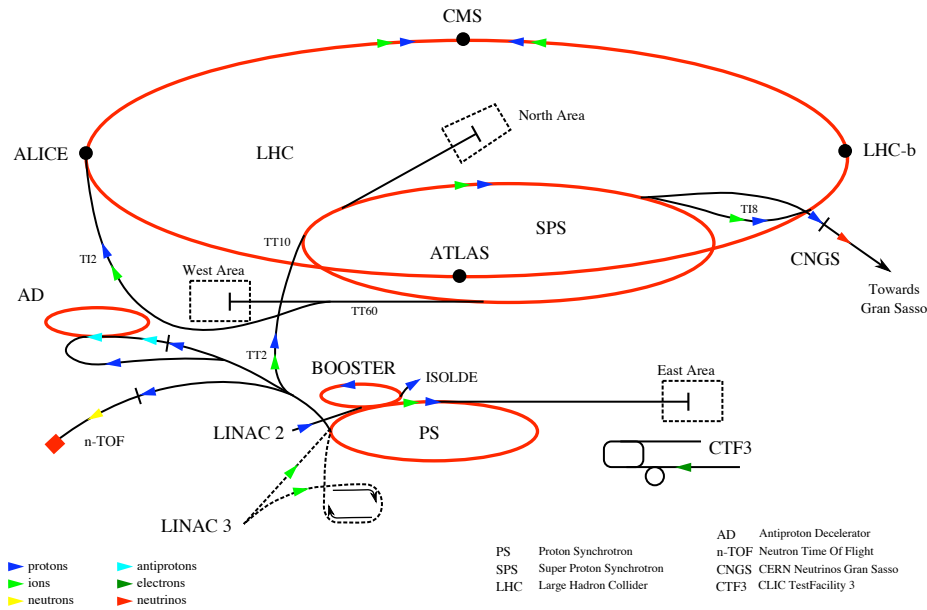 CMS
North Area
ALICE
LHC
LHC-b
TI8
SPS
TT10
ATLAS
TI2
CNGS
West Area
Towards
Gran Sasso
AD
TT60
TT2
BOOSTER
ISOLDE
East Area
LINAC 2
PS
n-TOF
CTF3
LINAC 3
protons
ions
neutrons
antiprotons
electrons
neutrinos
PS Proton Synchrotron
SPS Super Proton Synchrotron
LHC Large Hadron Collider
AD Antiproton Decelerator
n-TOF Neutron Time Of Flight
CNGS CERN Neutrinos Gran Sasso
CTF3 CLIC TestFacility 3